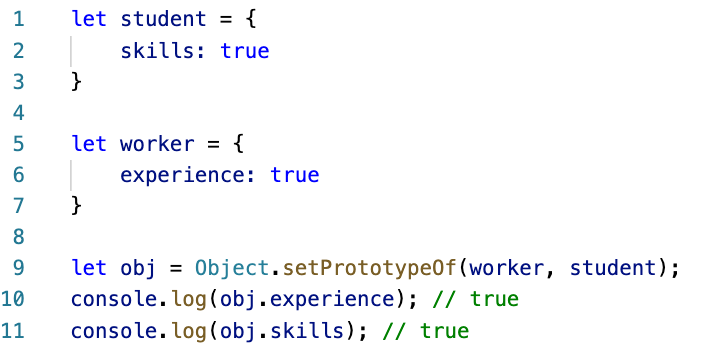 1 let student = {
2     skills: true
3 }
4
5 let worker = {
6     experience: true
7 }
8
9 let obj = Object.setPrototypeOf(worker, student);
10 console.log(obj.experience); // true
11 console.log(obj.skills); // true